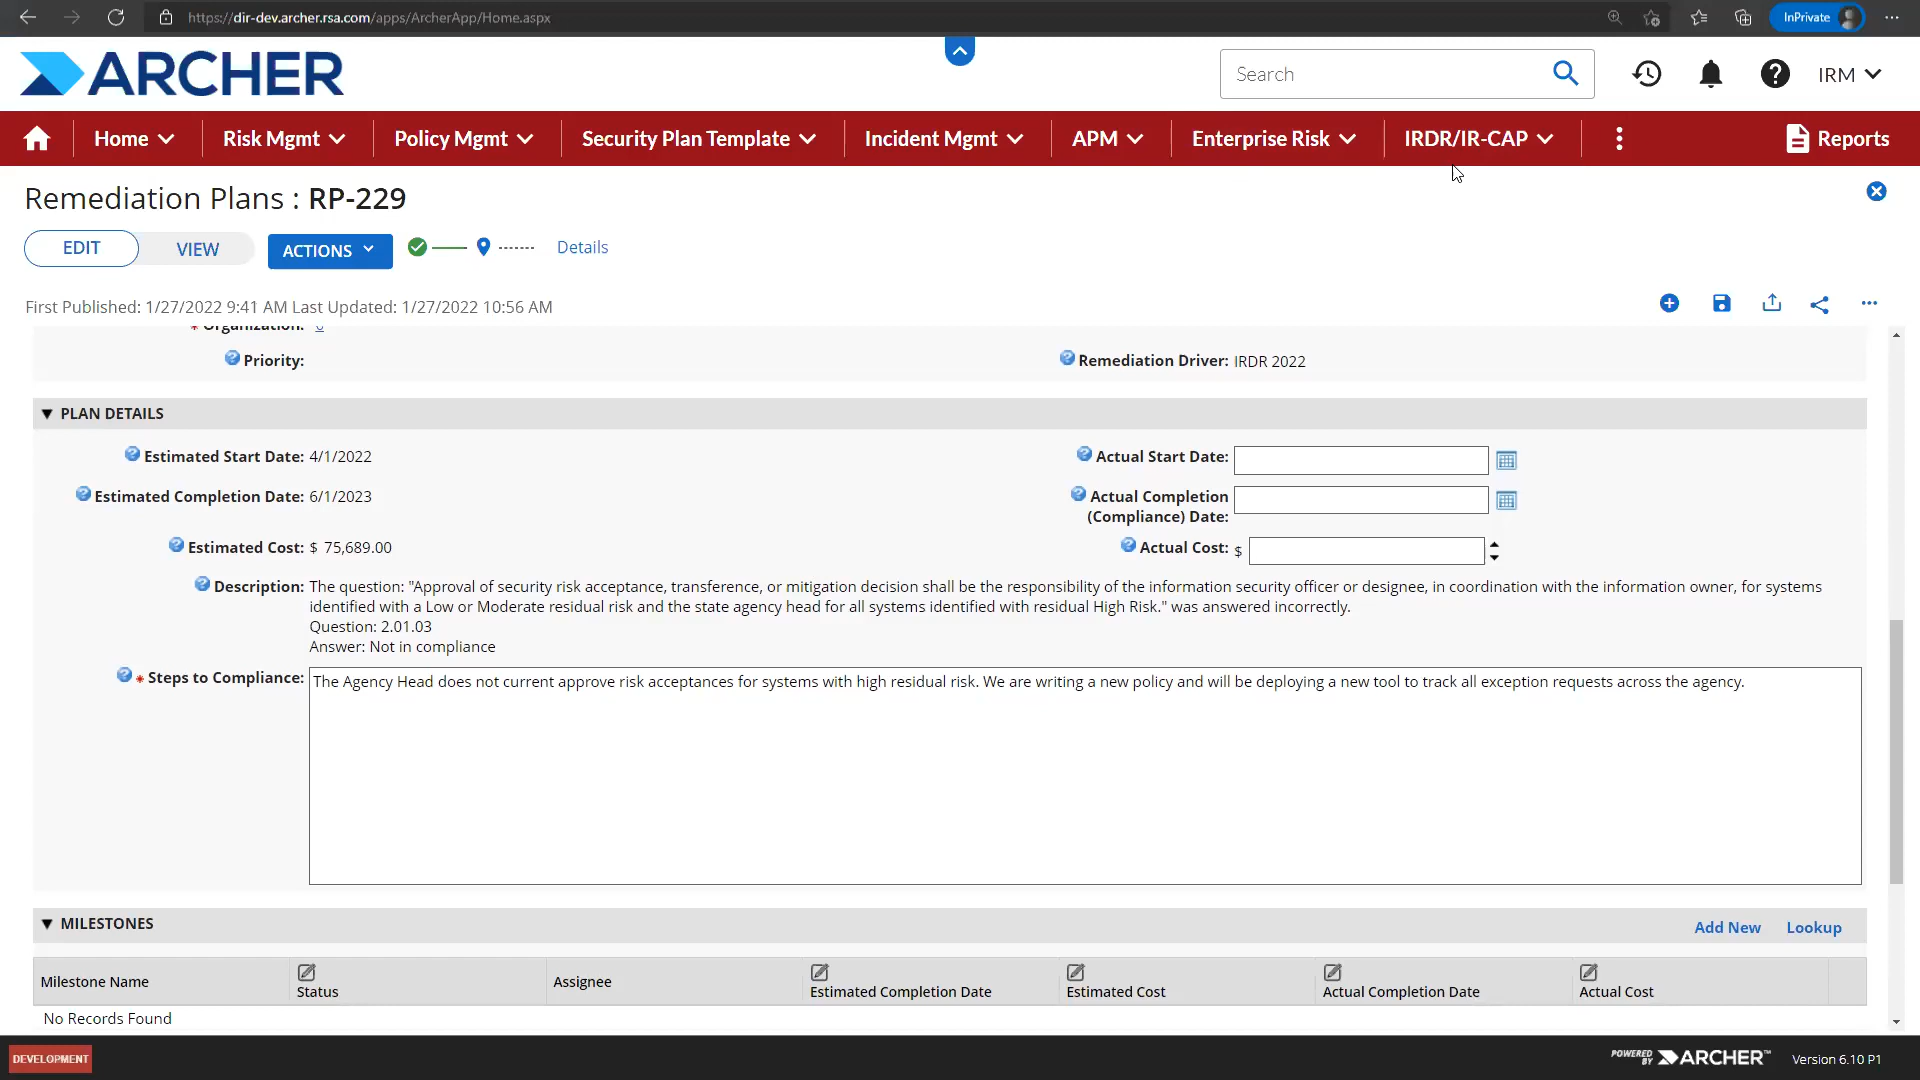 https://dir-dev.archer.rsa.com/apps/ArcherApp/Home.aspx
InPrivate
ARCHER
Search
IRM
Home
Risk Mgmt
Policy Mgmt
Security Plan Template
Incident Mgmt
APM
Enterprise Risk
IRDR/IR-CAP
Reports
Remediation Plans : RP-229
EDIT
VIEW
ACTIONS
Details
First Published: 1/27/2022 9:41 AM Last Updated: 1/27/2022 10:56 AM
* Organization:
Priority:
Remediation Driver: IRDR 2022
PLAN DETAILS
Estimated Start Date: 4/1/2022
Actual Start Date:
Estimated Completion Date: 6/1/2023
Actual Completion
(Compliance) Date:
Estimated Cost: $ 75,689.00
Actual Cost: $
Description: The question: "Approval of security risk acceptance, transference, or mitigation decision shall be the responsibility of the information security officer or designee, in coordination with the information owner, for systems
identified with a Low or Moderate residual risk and the state agency head for all systems identified with residual High Risk." was answered incorrectly.
Question: 2.01.03
Answer: Not in compliance
* Steps to Compliance: The Agency Head does not current approve risk acceptances for systems with high residual risk. We are writing a new policy and will be deploying a new tool to track all exception requests across the agency.
MILESTONES
Add New
Lookup
Milestone Name
Status
Assignee
Estimated Completion Date
Estimated Cost
Actual Completion Date
Actual Cost
No Records Found
DEVELOPMENT
POWERED BY ARCHER™
Version 6.10 P1